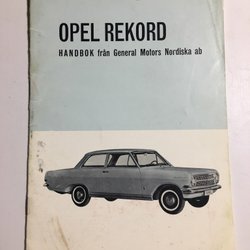 OPEL REKORD
HANDBOK från General Motors Nordiska ab